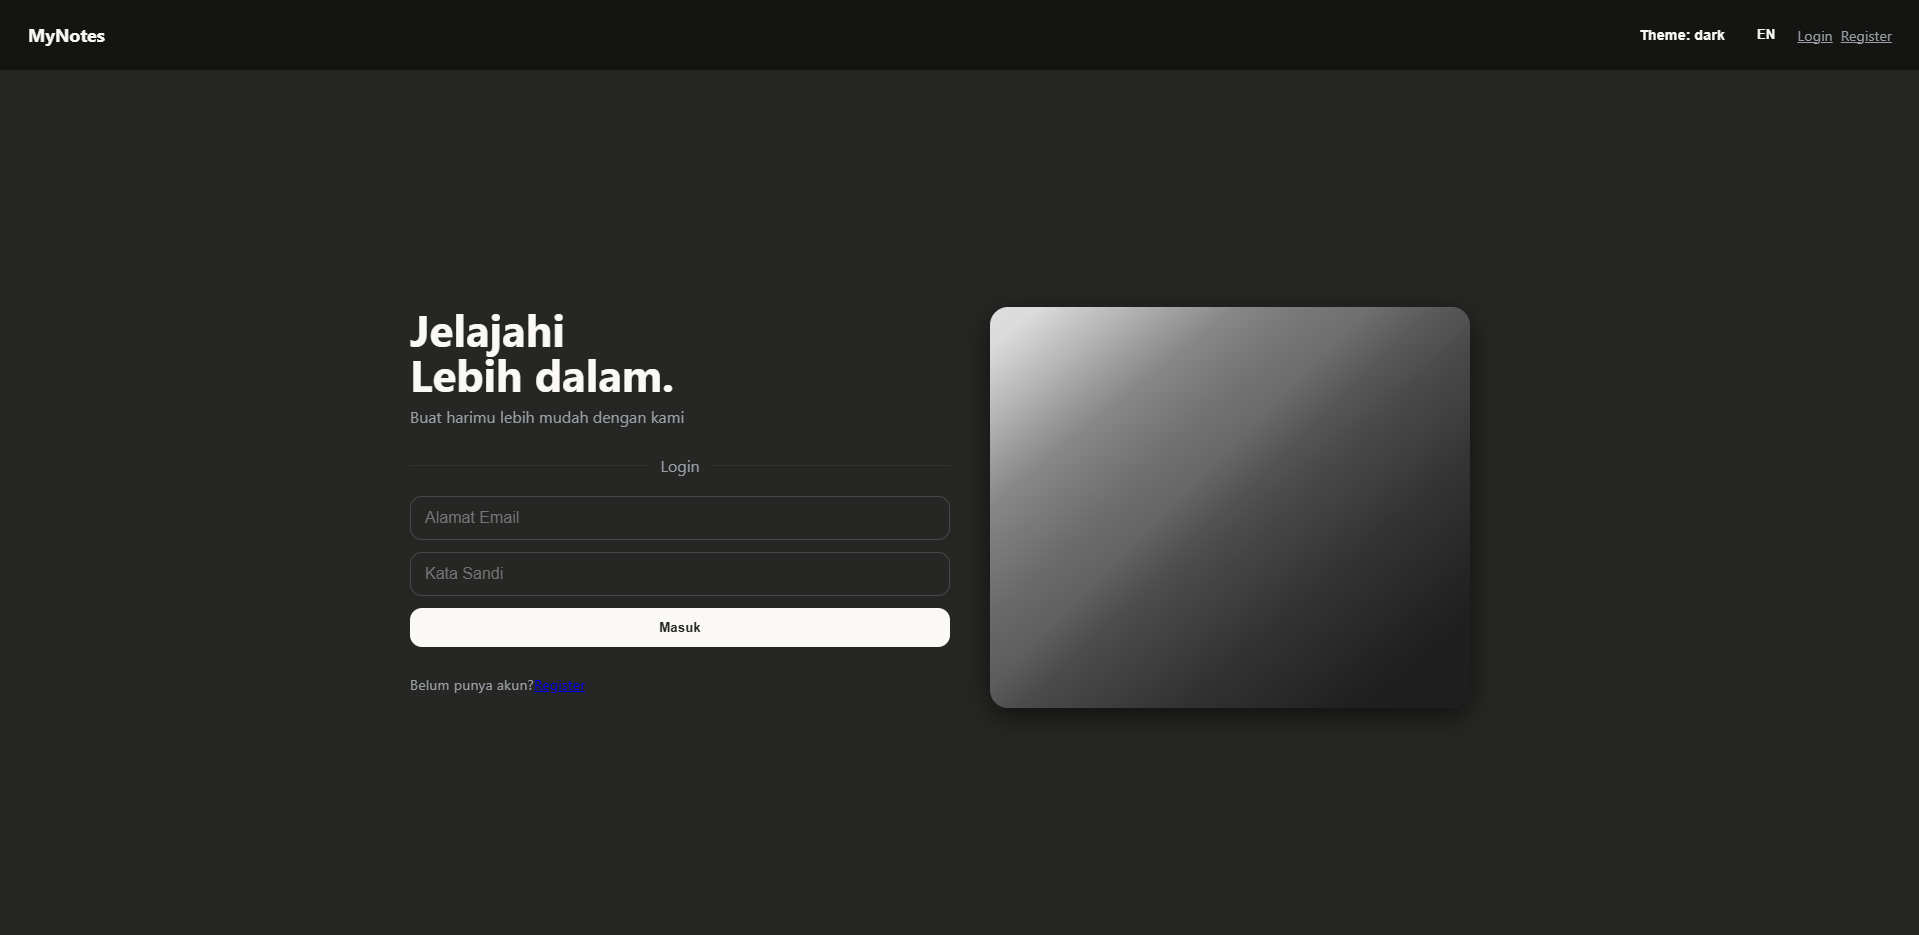 MyNotes
Theme: dark EN Login Register
Jelajahi
Lebih dalam.
Buat harimu lebih mudah dengan kami
Login
Alamat Email
Kata Sandi
Masuk
Belum punya akun?Register